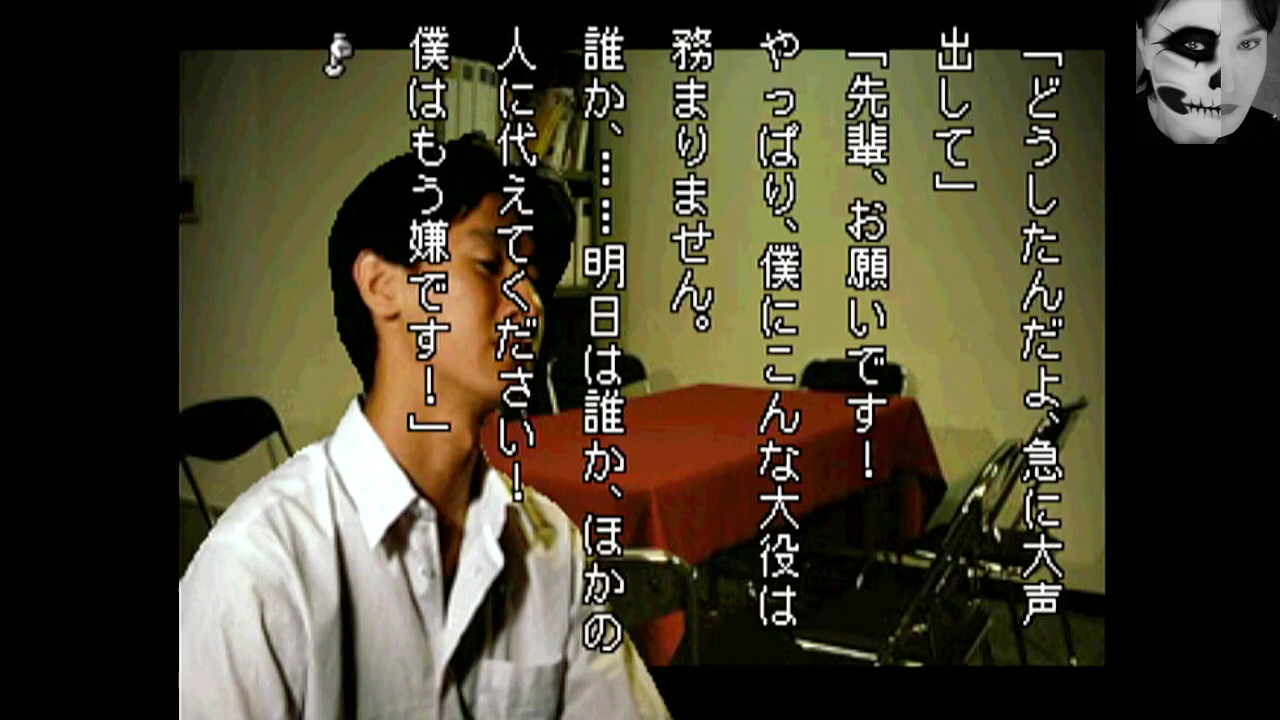 「どうしたんだよ、急に大声
出して」
「先輩、お願いです！
やっぱり、僕にこんな大役は
務まりません。
誰か、……明日は誰か、ほかの
人に代えてください！
僕はもう嫌です！」